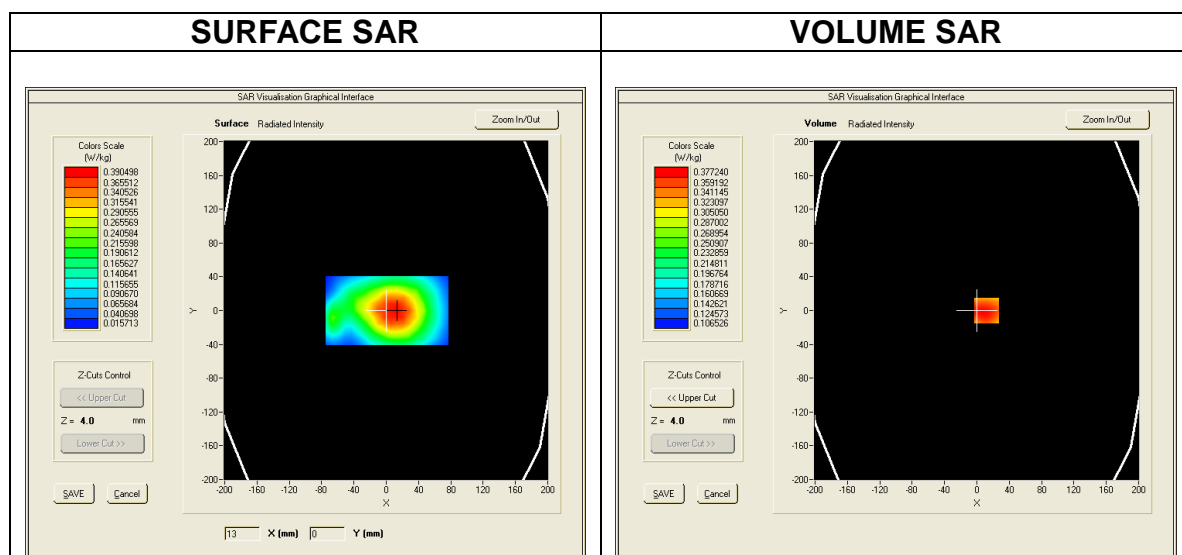 SURFACE SAR
VOLUME SAR
SAR Visualisation Graphical Interface
Surface Radiated Intensity
Zoom In/Out
Colors Scale
(W/kg)
0.390498
0.365512
0.340526
0.315541
0.290555
0.265569
0.240584
0.215598
0.190612
0.165627
0.140641
0.115655
0.090670
0.065684
0.040698
0.015713
Z-Cuts Control
<< Upper Cut
Z = 4.0 mm
Lower Cut >>
SAVE Cancel
200
160
120
80
40
0
-40
-80
-120
-160
-200
Y
-200 -160 -120 -80 -40 0 40 80 120 160 200
X
13 X (mm) 0 Y (mm)
SAR Visualisation Graphical Interface
Volume Radiated Intensity
Zoom In/Out
Colors Scale
(W/kg)
0.377240
0.359192
0.341145
0.323097
0.305050
0.287002
0.268954
0.250907
0.232859
0.214811
0.196764
0.178716
0.160669
0.142621
0.124573
0.106526
Z-Cuts Control
<< Upper Cut
Z = 4.0 mm
Lower Cut >>
SAVE Cancel
200
160
120
80
40
0
-40
-80
-120
-160
-200
Y
-200 -160 -120 -80 -40 0 40 80 120 160 200
X